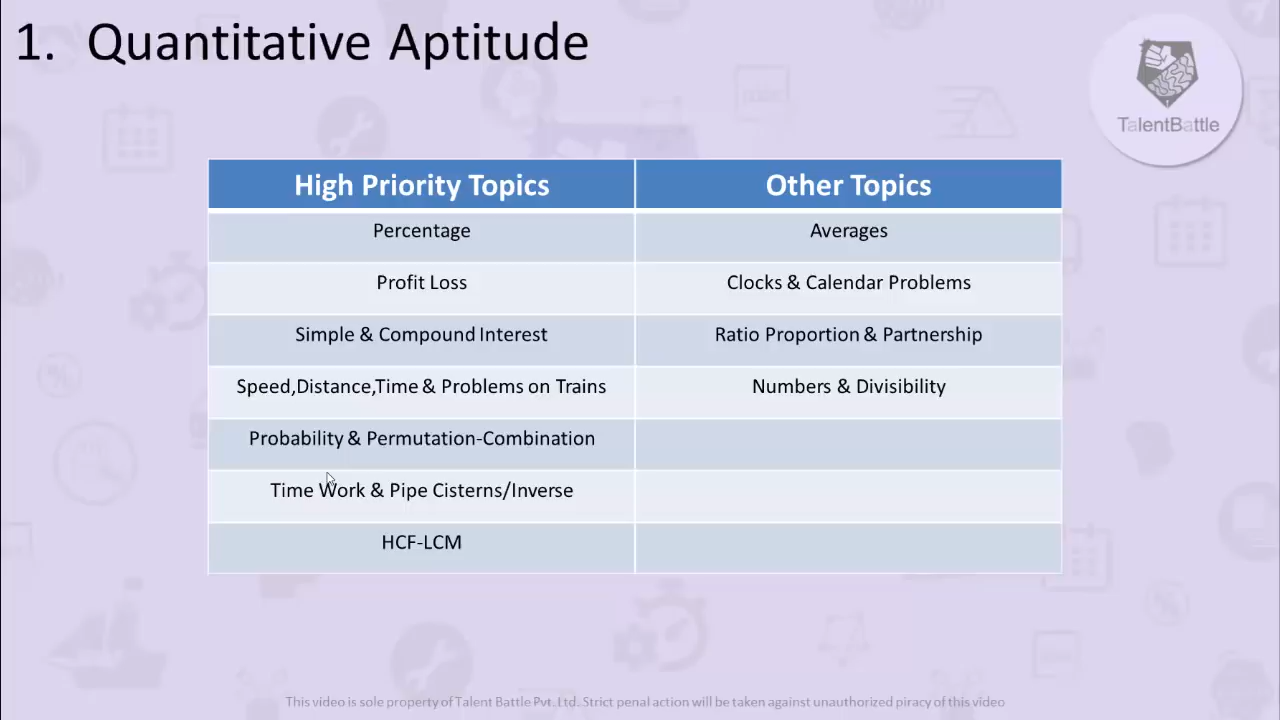 1. Quantitative Aptitude
TalentBattle
High Priority Topics Other Topics
Percentage Averages
Profit Loss Clocks & Calendar Problems
Simple & Compound Interest Ratio Proportion & Partnership
Speed,Distance,Time & Problems on Trains Numbers & Divisibility
Probability & Permutation-Combination
Time Work & Pipe Cisterns/Inverse
HCF-LCM
This video is sole property of Talent Battle Pvt. Ltd. Strict penal action will be taken against unauthorized piracy of this video